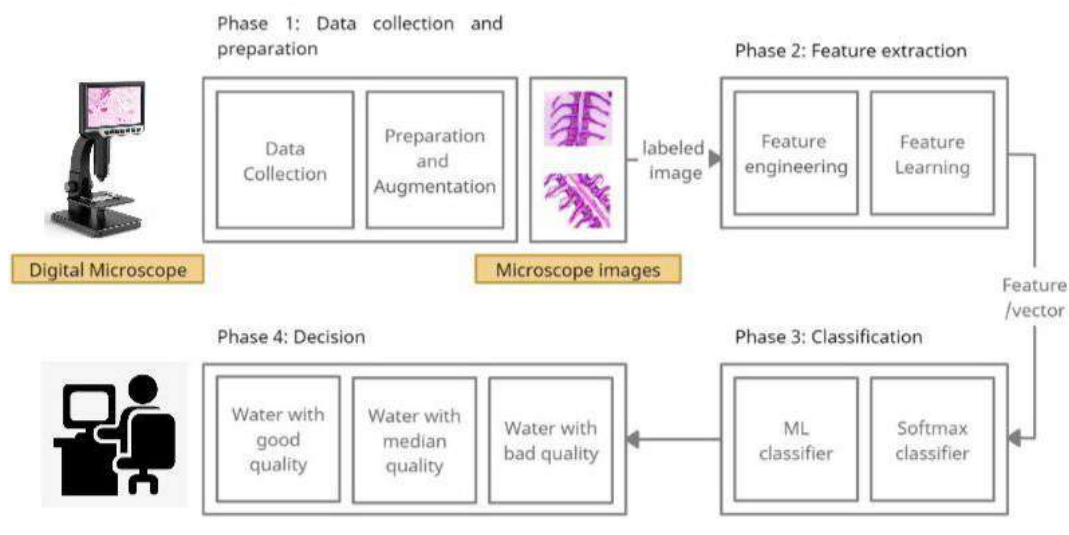 Phase 1: Data collection and
preparation
Phase 2: Feature extraction
Data
Collection
Preparation
and
Augmentation
labeled
image
Feature
engineering
Feature
Learning
Digital Microscope
Microscope images
Feature
/vector
Phase 4: Decision
Phase 3: Classification
Water with
good
quality
Water with
median
quality
Water with
bad quality
ML
classifier
Softmax
classifier